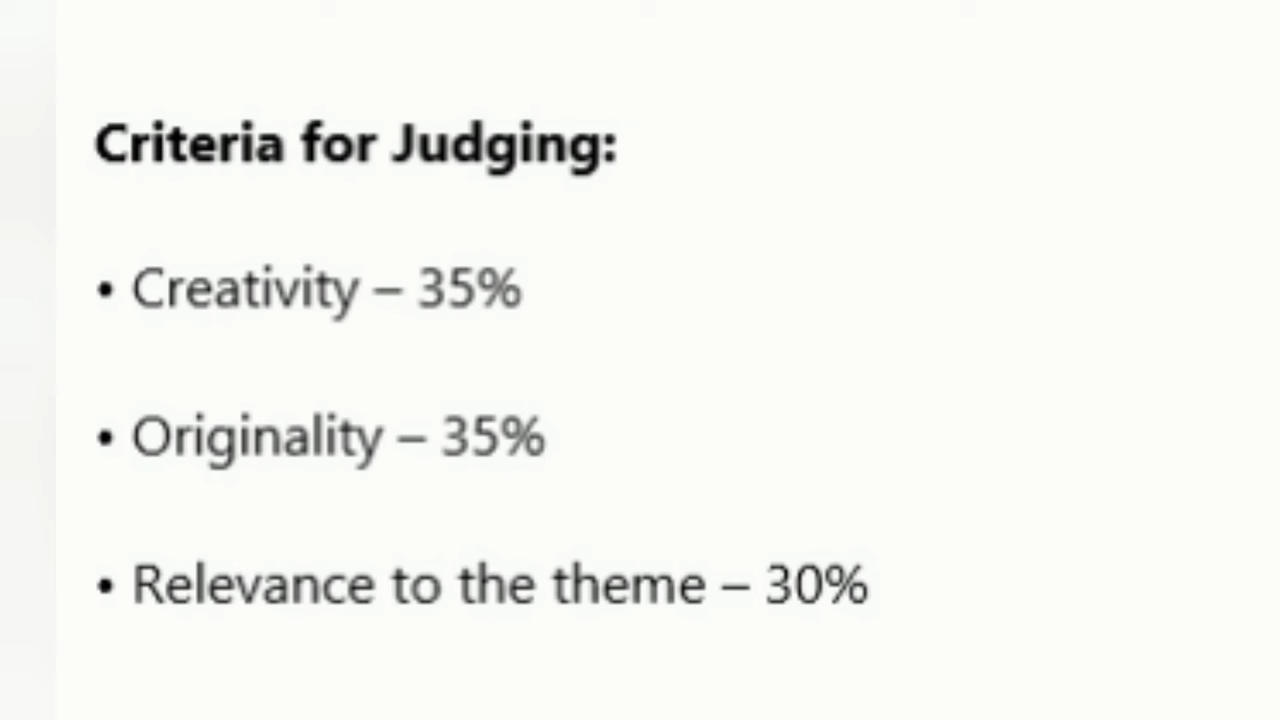 Criteria for Judging:
• Creativity – 35%
• Originality – 35%
• Relevance to the theme – 30%